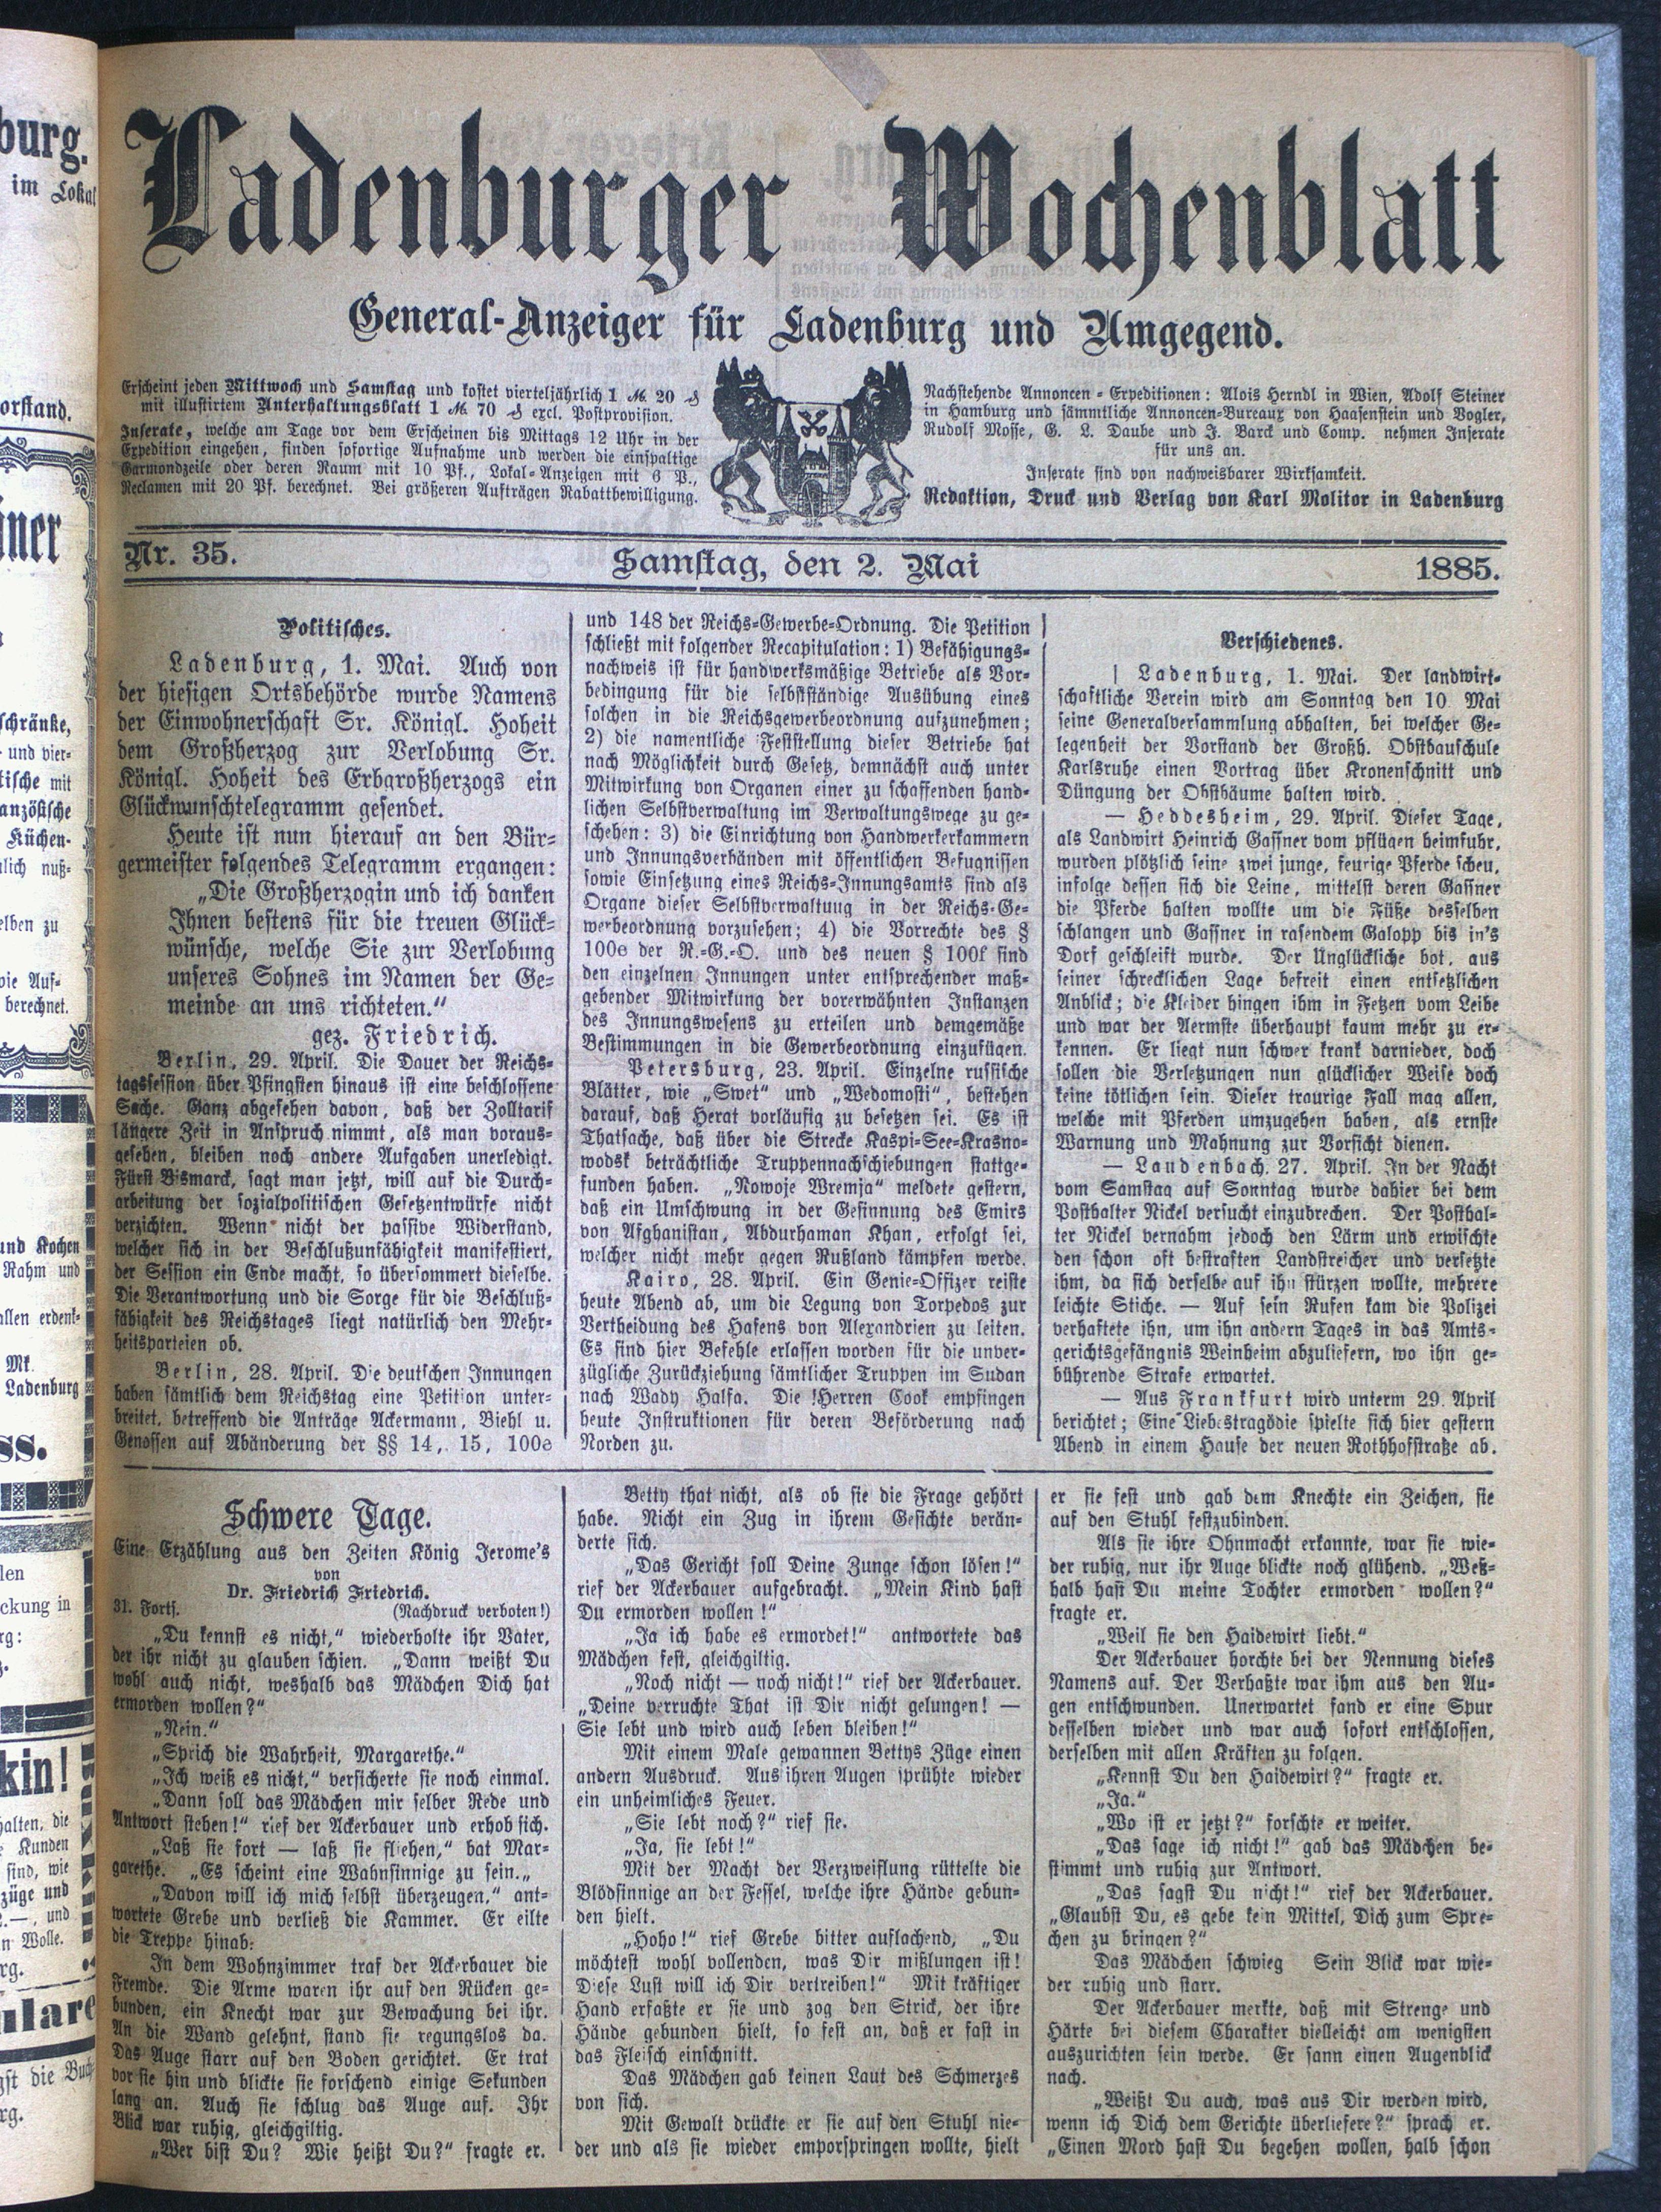 Ladenburger Wochenblatt
General-Anzeiger für Ladenburg und Umgegend.
Erscheint jeden Mittwoch und Samstag und kostet vierteljährlich 1 M. 20 ₰
mit illustrirtem Unterhaltungsblatt 1 M. 70 ₰ excl. Postprovision.
Inserate, welche am Tage vor dem Erscheinen bis Mittags 12 Uhr in der
Expedition eingehen, finden sofortige Aufnahme und werden die einspaltige
Garmondzeile oder deren Raum mit 10 Pf., Lokal-Anzeigen mit 6 P.,
Reclamen mit 20 Pf. berechnet. Bei größeren Aufträgen Rabattbewilligung.
Nachstehende Annoncen-Expeditionen: Alois Herndl in Wien, Adolf Steiner
in Hamburg und sämmtliche Annoncen-Bureaux von Haasenstein und Vogler,
Rudolf Mosse, G. L. Daube und J. Barck und Comp. nehmen Inserate
für uns an.
Inserate sind von nachweisbarer Wirksamkeit.
Redaktion, Druck und Verlag von Karl Molitor in Ladenburg
Nr. 35.
Samstag, den 2. Mai
1885.
Politisches.
Ladenburg, 1. Mai. Auch von
der hiesigen Ortsbehörde wurde Namens
der Einwohnerschaft Sr. Königl. Hoheit
dem Großherzog zur Verlobung Sr.
Königl. Hoheit des Erbgroßherzogs ein
Glückwunschtelegramm gesendet.
Heute ist nun hierauf an den Bür-
germeister folgendes Telegramm ergangen:
„Die Großherzogin und ich danken
Ihnen bestens für die treuen Glück-
wünsche, welche Sie zur Verlobung
unseres Sohnes im Namen der Ge-
meinde an uns richteten.“
gez. Friedrich.
Berlin, 29. April. Die Dauer der Reichs-
tagssession über Pfingsten hinaus ist eine beschlossene
Sache. Ganz abgesehen davon, daß der Zolltarif
längere Zeit in Anspruch nimmt, als man voraus-
gesehen, bleiben noch andere Aufgaben unerledigt.
Fürst Bismarck, sagt man jetzt, will auf die Durch-
arbeitung der sozialpolitischen Gesetzentwürfe nicht
verzichten. Wenn nicht der passive Widerstand,
welcher sich in der Beschlußunfähigkeit manifestiert,
der Session ein Ende macht, so übersommert dieselbe.
Die Verantwortung und die Sorge für die Beschluß-
fähigkeit des Reichstages liegt natürlich den Mehr-
heitsparteien ob.
Berlin, 28. April. Die deutschen Innungen
haben sämtlich dem Reichstag eine Petition unter-
breitet, betreffend die Anträge Ackermann, Biehl u.
Genossen auf Abänderung der §§ 14, 15, 100e
und 148 der Reichs-Gewerbe-Ordnung. Die Petition
schließt mit folgender Recapitulation: 1) Befähigungs-
nachweis ist für handwerksmäßige Betriebe als Vor-
bedingung für die selbstständige Ausübung eines
solchen in die Reichsgewerbeordnung aufzunehmen;
2) die namentliche Feststellung dieser Betriebe hat
nach Möglichkeit durch Gesetz, demnächst auch unter
Mitwirkung von Organen einer zu schaffenden hand-
lichen Selbstverwaltung im Verwaltungswege zu ge-
schehen: 3) die Einrichtung von Handwerkerkammern
und Innungsverbänden mit öffentlichen Befugnissen
sowie Einsetzung eines Reichs-Innungsamts sind als
Organe dieser Selbstverwaltung in der Reichs-Ge-
werbeordnung vorzusehen; 4) die Vorrechte des §
100e der R.-G.-O. und des neuen § 100f sind
den einzelnen Innungen unter entsprechender maß-
gebender Mitwirkung der vorerwähnten Instanzen
des Innungswesens zu erteilen und demgemäße
Bestimmungen in die Gewerbeordnung einzufügen.
Petersburg, 23. April. Einzelne russische
Blätter, wie „Swet“ und „Wedomosti“, bestehen
darauf, daß Herat vorläufig zu besetzen sei. Es ist
Thatsache, daß über die Strecke Kaspi-See-Krasno-
wodsk beträchtliche Truppennachschiebungen stattge-
funden haben. „Nowoje Wremja“ meldete gestern,
daß ein Umschwung in der Gesinnung des Emirs
von Afghanistan, Abdurhaman Khan, erfolgt sei,
welcher nicht mehr gegen Rußland kämpfen werde.
Kairo, 28. April. Ein Genie-Offizer reiste
heute Abend ab, um die Legung von Torpedos zur
Vertheidung des Hafens von Alexandrien zu leiten.
Es sind hier Befehle erlassen worden für die unver-
zügliche Zurückziehung sämtlicher Truppen im Sudan
nach Wady Halfa. Die Herren Cook empfingen
heute Instruktionen für deren Beförderung nach
Norden zu.
Verschiedenes.
| Ladenburg, 1. Mai. Der landwirt-
schaftliche Verein wird am Sonntag den 10 Mai
seine Generalversammlung abhalten, bei welcher Ge-
legenheit der Vorstand der Großh. Obstbauschule
Karlsruhe einen Vortrag über Kronenschnitt und
Düngung der Obstbäume halten wird.
— Heddesheim, 29. April. Dieser Tage,
als Landwirt Heinrich Gaffner vom pflügen heimfuhr,
wurden plötzlich seine zwei junge, feurige Pferde scheu,
infolge dessen sich die Leine, mittelst deren Gaffner
die Pferde halten wollte um die Füße desselben
schlangen und Gaffner in rasendem Galopp bis in's
Dorf geschleift wurde. Der Unglückliche bot, aus
seiner schrecklichen Lage befreit einen entsetzlichen
Anblick; die Kleider hingen ihm in Fetzen vom Leibe
und war der Aermste überhaupt kaum mehr zu er-
kennen. Er liegt nun schwer krank darnieder, doch
sollen die Verletzungen nun glücklicher Weise doch
keine tötlichen sein. Dieser traurige Fall mag allen,
welche mit Pferden umzugehen haben, als ernste
Warnung und Mahnung zur Vorsicht dienen.
— Laudenbach. 27. April. In der Nacht
vom Samstag auf Sonntag wurde dahier bei dem
Posthalter Nickel versucht einzubrechen. Der Posthal-
ter Nickel vernahm jedoch den Lärm und erwischte
den schon oft bestraften Landstreicher und versetzte
ihm, da sich derselbe auf ihn stürzen wollte, mehrere
leichte Stiche. — Auf sein Rufen kam die Polizei
verhaftete ihn, um ihn andern Tages in das Amts-
gerichtsgefängnis Weinheim abzuliefern, wo ihn ge-
bührende Strafe erwartet.
— Aus Frankfurt wird unterm 29. April
berichtet; Eine Liebestragödie spielte sich hier gestern
Abend in einem Hause der neuen Rothhofstraße ab.
Schwere Tage.
Eine Erzählung aus den Zeiten König Jerome's
von
Dr. Friedrich Friedrich.
31. Forts. (Nachdruck verboten!)
„Du kennst es nicht,“ wiederholte ihr Vater,
der ihr nicht zu glauben schien. „Dann weißt Du
wohl auch nicht, weshalb das Mädchen Dich hat
ermorden wollen?“
„Nein.“
„Sprich die Wahrheit, Margarethe.“
„Ich weiß es nicht,“ versicherte sie noch einmal.
„Dann soll das Mädchen mir selber Rede und
Antwort stehen!“ rief der Ackerbauer und erhob sich.
„Laß sie fort — laß sie fliehen,“ bat Mar-
garethe. „Es scheint eine Wahnsinnige zu sein.„
„Davon will ich mich selbst überzeugen,“ ant-
wortete Grebe und verließ die Kammer. Er eilte
die Treppe hinab.
In dem Wohnzimmer traf der Ackerbauer die
Fremde. Die Arme waren ihr auf den Rücken ge-
bunden, ein Knecht war zur Bewachung bei ihr.
An die Wand gelehnt, stand sie regungslos da.
Das Auge starr auf den Boden gerichtet. Er trat
vor sie hin und blickte sie forschend einige Sekunden
lang an. Auch sie schlug das Auge auf. Ihr
Blick war ruhig, gleichgiltig.
„Wer bist Du? Wie heißt Du?“ fragte er.
Betty that nicht, als ob sie die Frage gehört
habe. Nicht ein Zug in ihrem Gesichte verän-
derte sich.
„Das Gericht soll Deine Zunge schon lösen!“
rief der Ackerbauer aufgebracht. „Mein Kind hast
Du ermorden wollen!“
„Ja ich habe es ermordet!“ antwortete das
Mädchen fest, gleichgiltig.
„Noch nicht — noch nicht!“ rief der Ackerbauer.
„Deine verruchte That ist Dir nicht gelungen! —
Sie lebt und wird auch leben bleiben!“
Mit einem Male gewannen Bettys Züge einen
andern Ausdruck. Aus ihren Augen sprühte wieder
ein unheimliches Feuer.
„Sie lebt noch?“ rief sie.
„Ja, sie lebt!“
Mit der Macht der Verzweiflung rüttelte die
Blödsinnige an der Fessel, welche ihre Hände gebun-
den hielt.
„Hoho!“ rief Grebe bitter auflachend, „Du
möchtest wohl vollenden, was Dir mißlungen ist!
Diese Lust will ich Dir vertreiben!“ Mit kräftiger
Hand erfaßte er sie und zog den Strick, der ihre
Hände gebunden hielt, so fest an, daß er fast in
das Fleisch einschnitt.
Das Mädchen gab keinen Laut des Schmerzes
von sich.
Mit Gewalt drückte er sie auf den Stuhl nie-
der und als sie wieder emporspringen wollte, hielt
er sie fest und gab dem Knechte ein Zeichen, sie
auf den Stuhl festzubinden.
Als sie ihre Ohnmacht erkannte, war sie wie-
der ruhig, nur ihr Auge blickte noch glühend. „Weß-
halb hast Du meine Tochter ermorden wollen?“
fragte er.
„Weil sie den Haidewirt liebt.“
Der Ackerbauer horchte bei der Nennung dieses
Namens auf. Der Verhaßte war ihm aus den Au-
gen entschwunden. Unerwartet fand er eine Spur
desselben wieder und war auch sofort entschlossen,
derselben mit allen Kräften zu folgen.
„Kennst Du den Haidewirt?“ fragte er.
„Ja.“
„Wo ist er jetzt?“ forschte er weiter.
„Das sage ich nicht!“ gab das Mädchen be-
stimmt und ruhig zur Antwort.
„Das sagst Du nicht!“ rief der Ackerbauer.
„Glaubst Du, es gebe kein Mittel, Dich zum Spre-
chen zu bringen?“
Das Mädchen schwieg Sein Blick war wie-
der ruhig und starr.
Der Ackerbauer merkte, daß mit Strenge und
Härte bei diesem Charakter vielleicht am wenigsten
auszurichten sein werde. Er sann einen Augenblick
nach.
„Weißt Du auch, was aus Dir werden wird,
wenn ich Dich dem Gerichte überliefere?“ sprach er.
„Einen Mord hast Du begehen wollen, halb schon